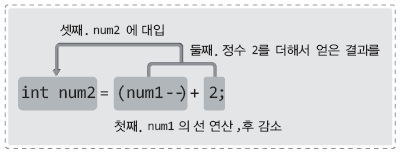 셋째. num2 에 대입
둘째. 정수 2를 더해서 얻은 결과를
int num2 = (num1--) + 2;
첫째. num1 의 선 연산 ,후 감소